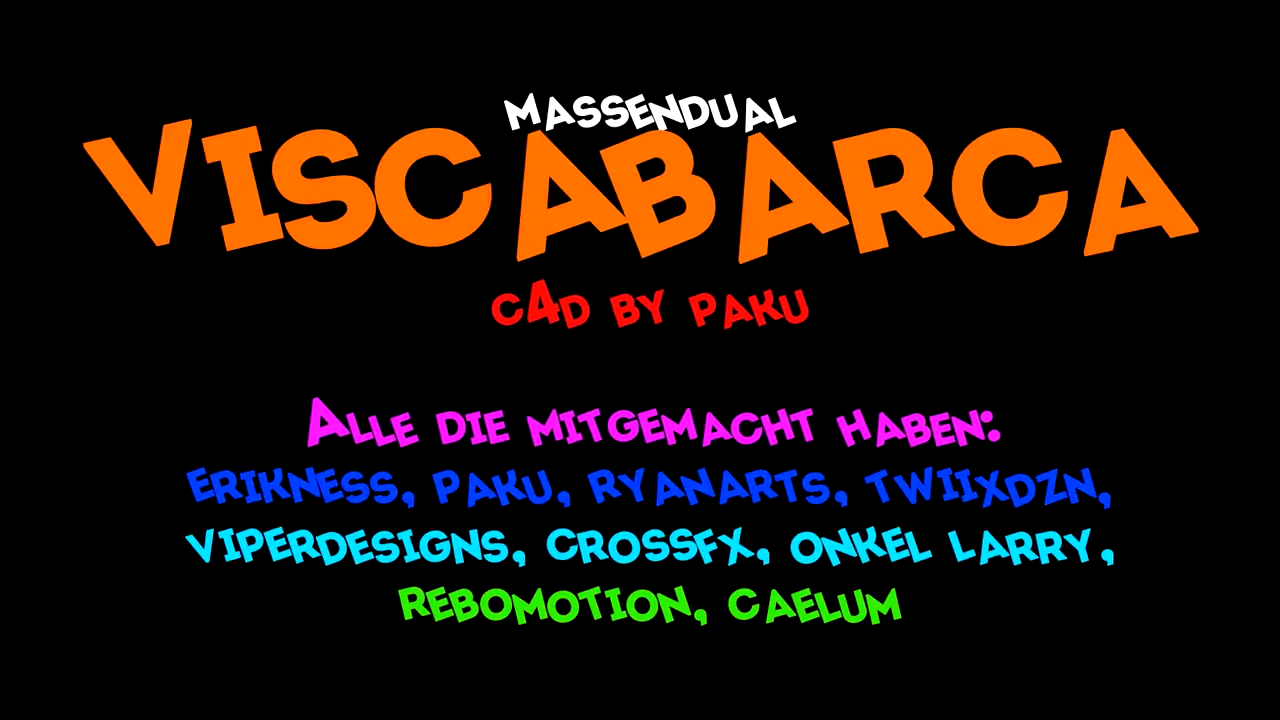 MASSENDUAL
VISCABARCA
C4D BY PAKU
ALLE DIE MITGEMACHT HABEN:
ERIKNESS, PAKU, RYANARTS, TWIIXDZN,
VIPERDESIGNS, CROSSFX, ONKEL LARRY,
REBOMOTION, CAELUM